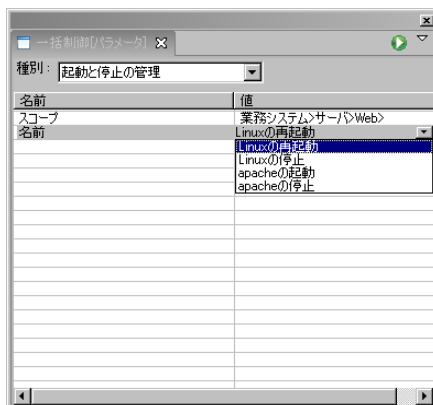 一括制御[パラメータ]
種別: 起動と停止の管理
名前 値
スコープ 業務システム>サーバ>Web>
名前 Linuxの再起動
Linuxの再起動
Linuxの停止
apacheの起動
apacheの停止